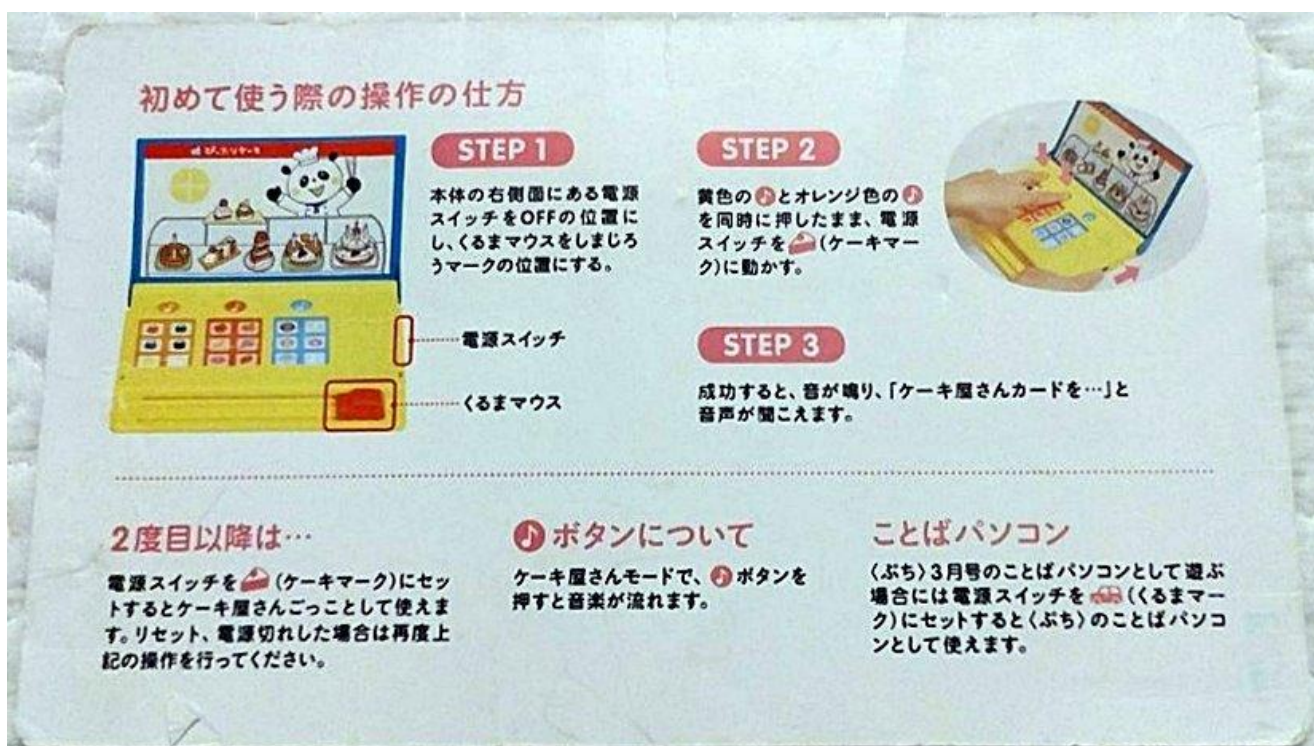 初めて使う際の操作の仕方
STEP 1
本体の右側面にある電源
スイッチをOFFの位置に
し、くるまマウスをしまじろ
うマークの位置にする。
電源スイッチ
くるまマウス
STEP 2
黄色の♪とオレンジ色の♪
を同時に押したまま、電源
スイッチを(ケーキマー
ク)に動かす。
STEP 3
成功すると、音が鳴り、「ケーキ屋さんカードを…」と
音声が聞こえます。
2度目以降は…
電源スイッチを(ケーキマーク)にセッ
トするとケーキ屋さんごっことして使えま
す。リセット、電源切れした場合は再度上
記の操作を行ってください。
♪ボタンについて
ケーキ屋さんモードで、♪ボタンを
押すと音楽が流れます。
ことばパソコン
〈ぷち〉3月号のことばパソコンとして遊ぶ
場合には電源スイッチを(くるまマー
ク)にセットすると〈ぷち〉のことばパソコ
ンとして使えます。